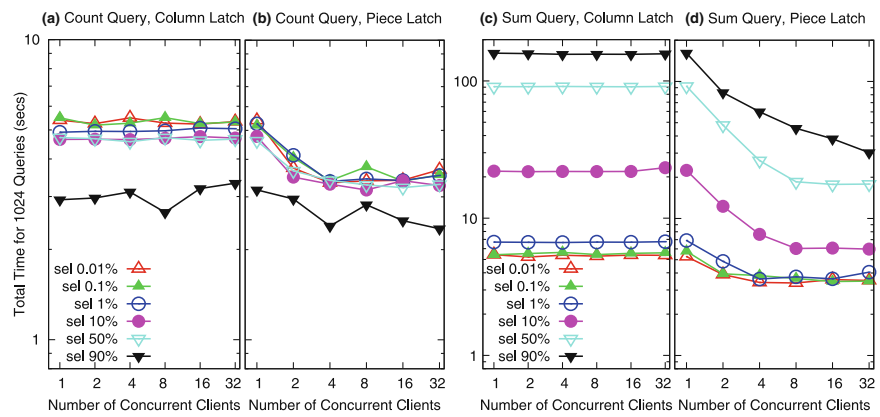 (a) Count Query, Column Latch
(b) Count Query, Piece Latch
(c) Sum Query, Column Latch
(d) Sum Query, Piece Latch
Total Time for 1024 Queries (secs)
10
1
sel 0.01%
sel 0.1%
sel 1%
sel 10%
sel 50%
sel 90%
1 2 4 8 16 32
1 2 4 8 16 32
Number of Concurrent Clients
Number of Concurrent Clients
100
10
1
sel 0.01%
sel 0.1%
sel 1%
sel 10%
sel 50%
sel 90%
1 2 4 8 16 32
1 2 4 8 16 32
Number of Concurrent Clients
Number of Concurrent Clients